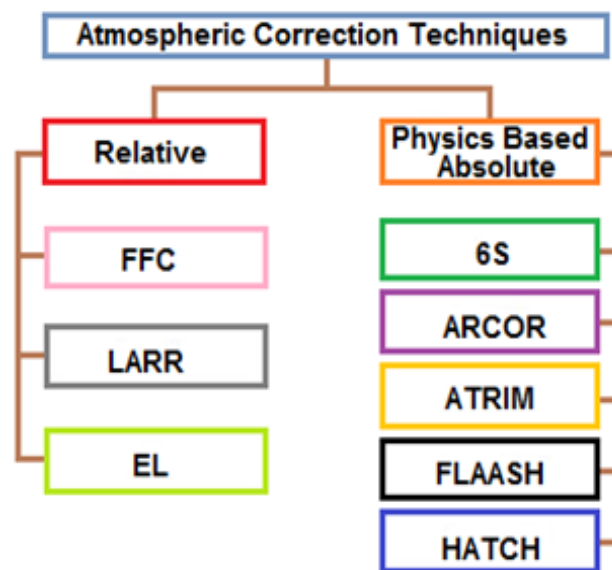 Atmospheric Correction Techniques
Relative
FFC
LARR
EL
Physics Based
Absolute
6S
ARCOR
ATRIM
FLAASH
HATCH